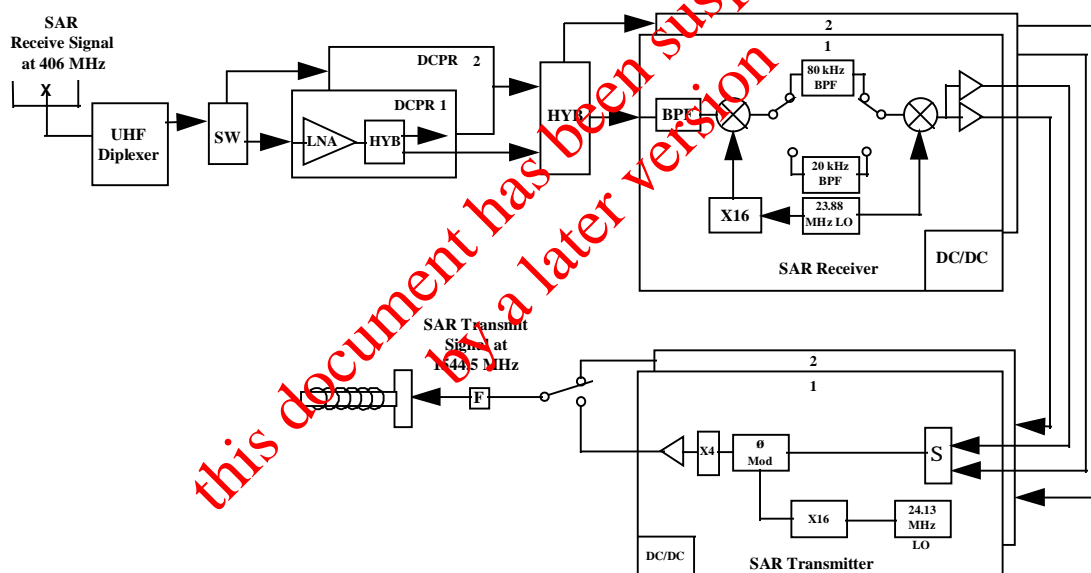 SAR
Receive Signal
at 406 MHz
X
UHF
Diplexer
SW
DCPR 2
DCPR 1
LNA
HYB
HYB
2
1
BPF
80 kHz
BPF
20 kHz
BPF
X16
23.88
MHz LO
SAR Receiver
DC/DC
SAR Transmit
Signal at
1544.5 MHz
F
2
1
X4
ø
Mod
S
X16
24.13
MHz
LO
DC/DC
SAR Transmitter
this document has been sup
by a later version